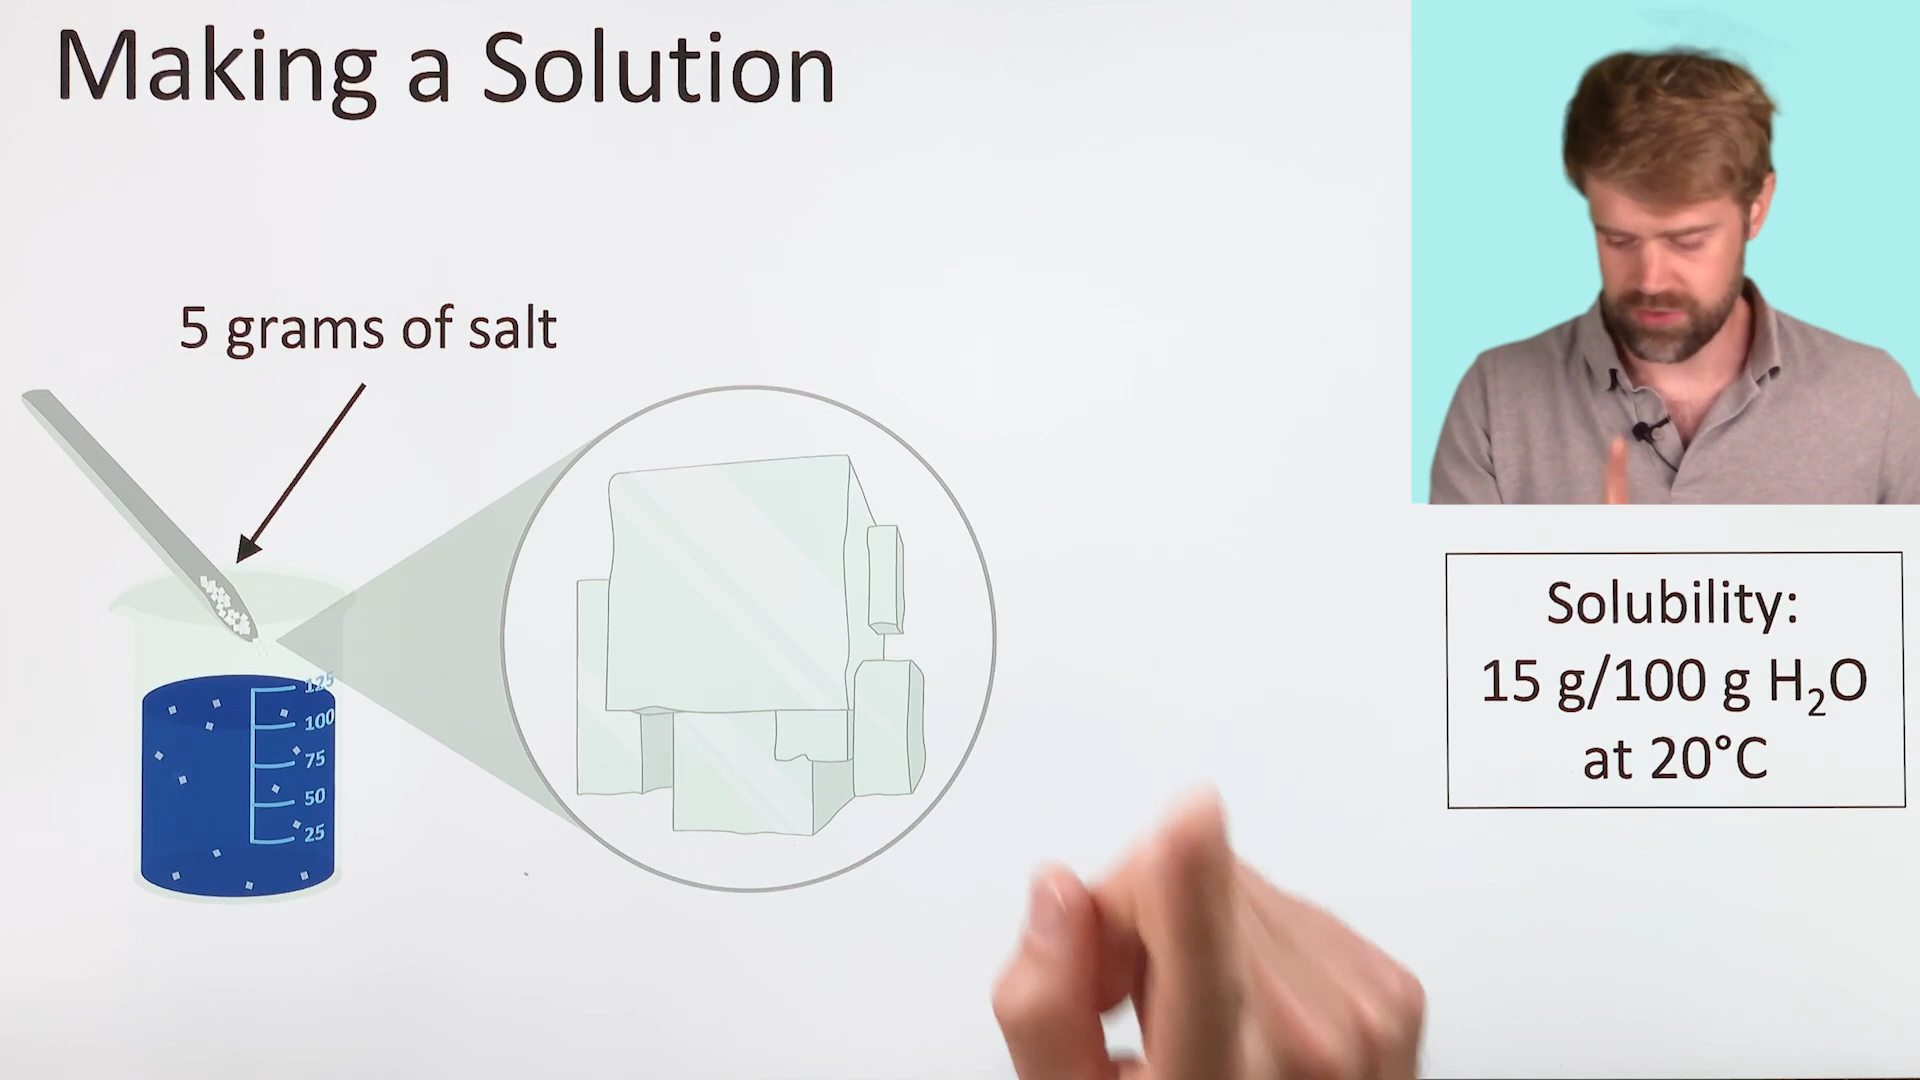 Making a Solution
5 grams of salt
125
100
75
50
25
Solubility:
15 g/100 g H₂O
at 20°C